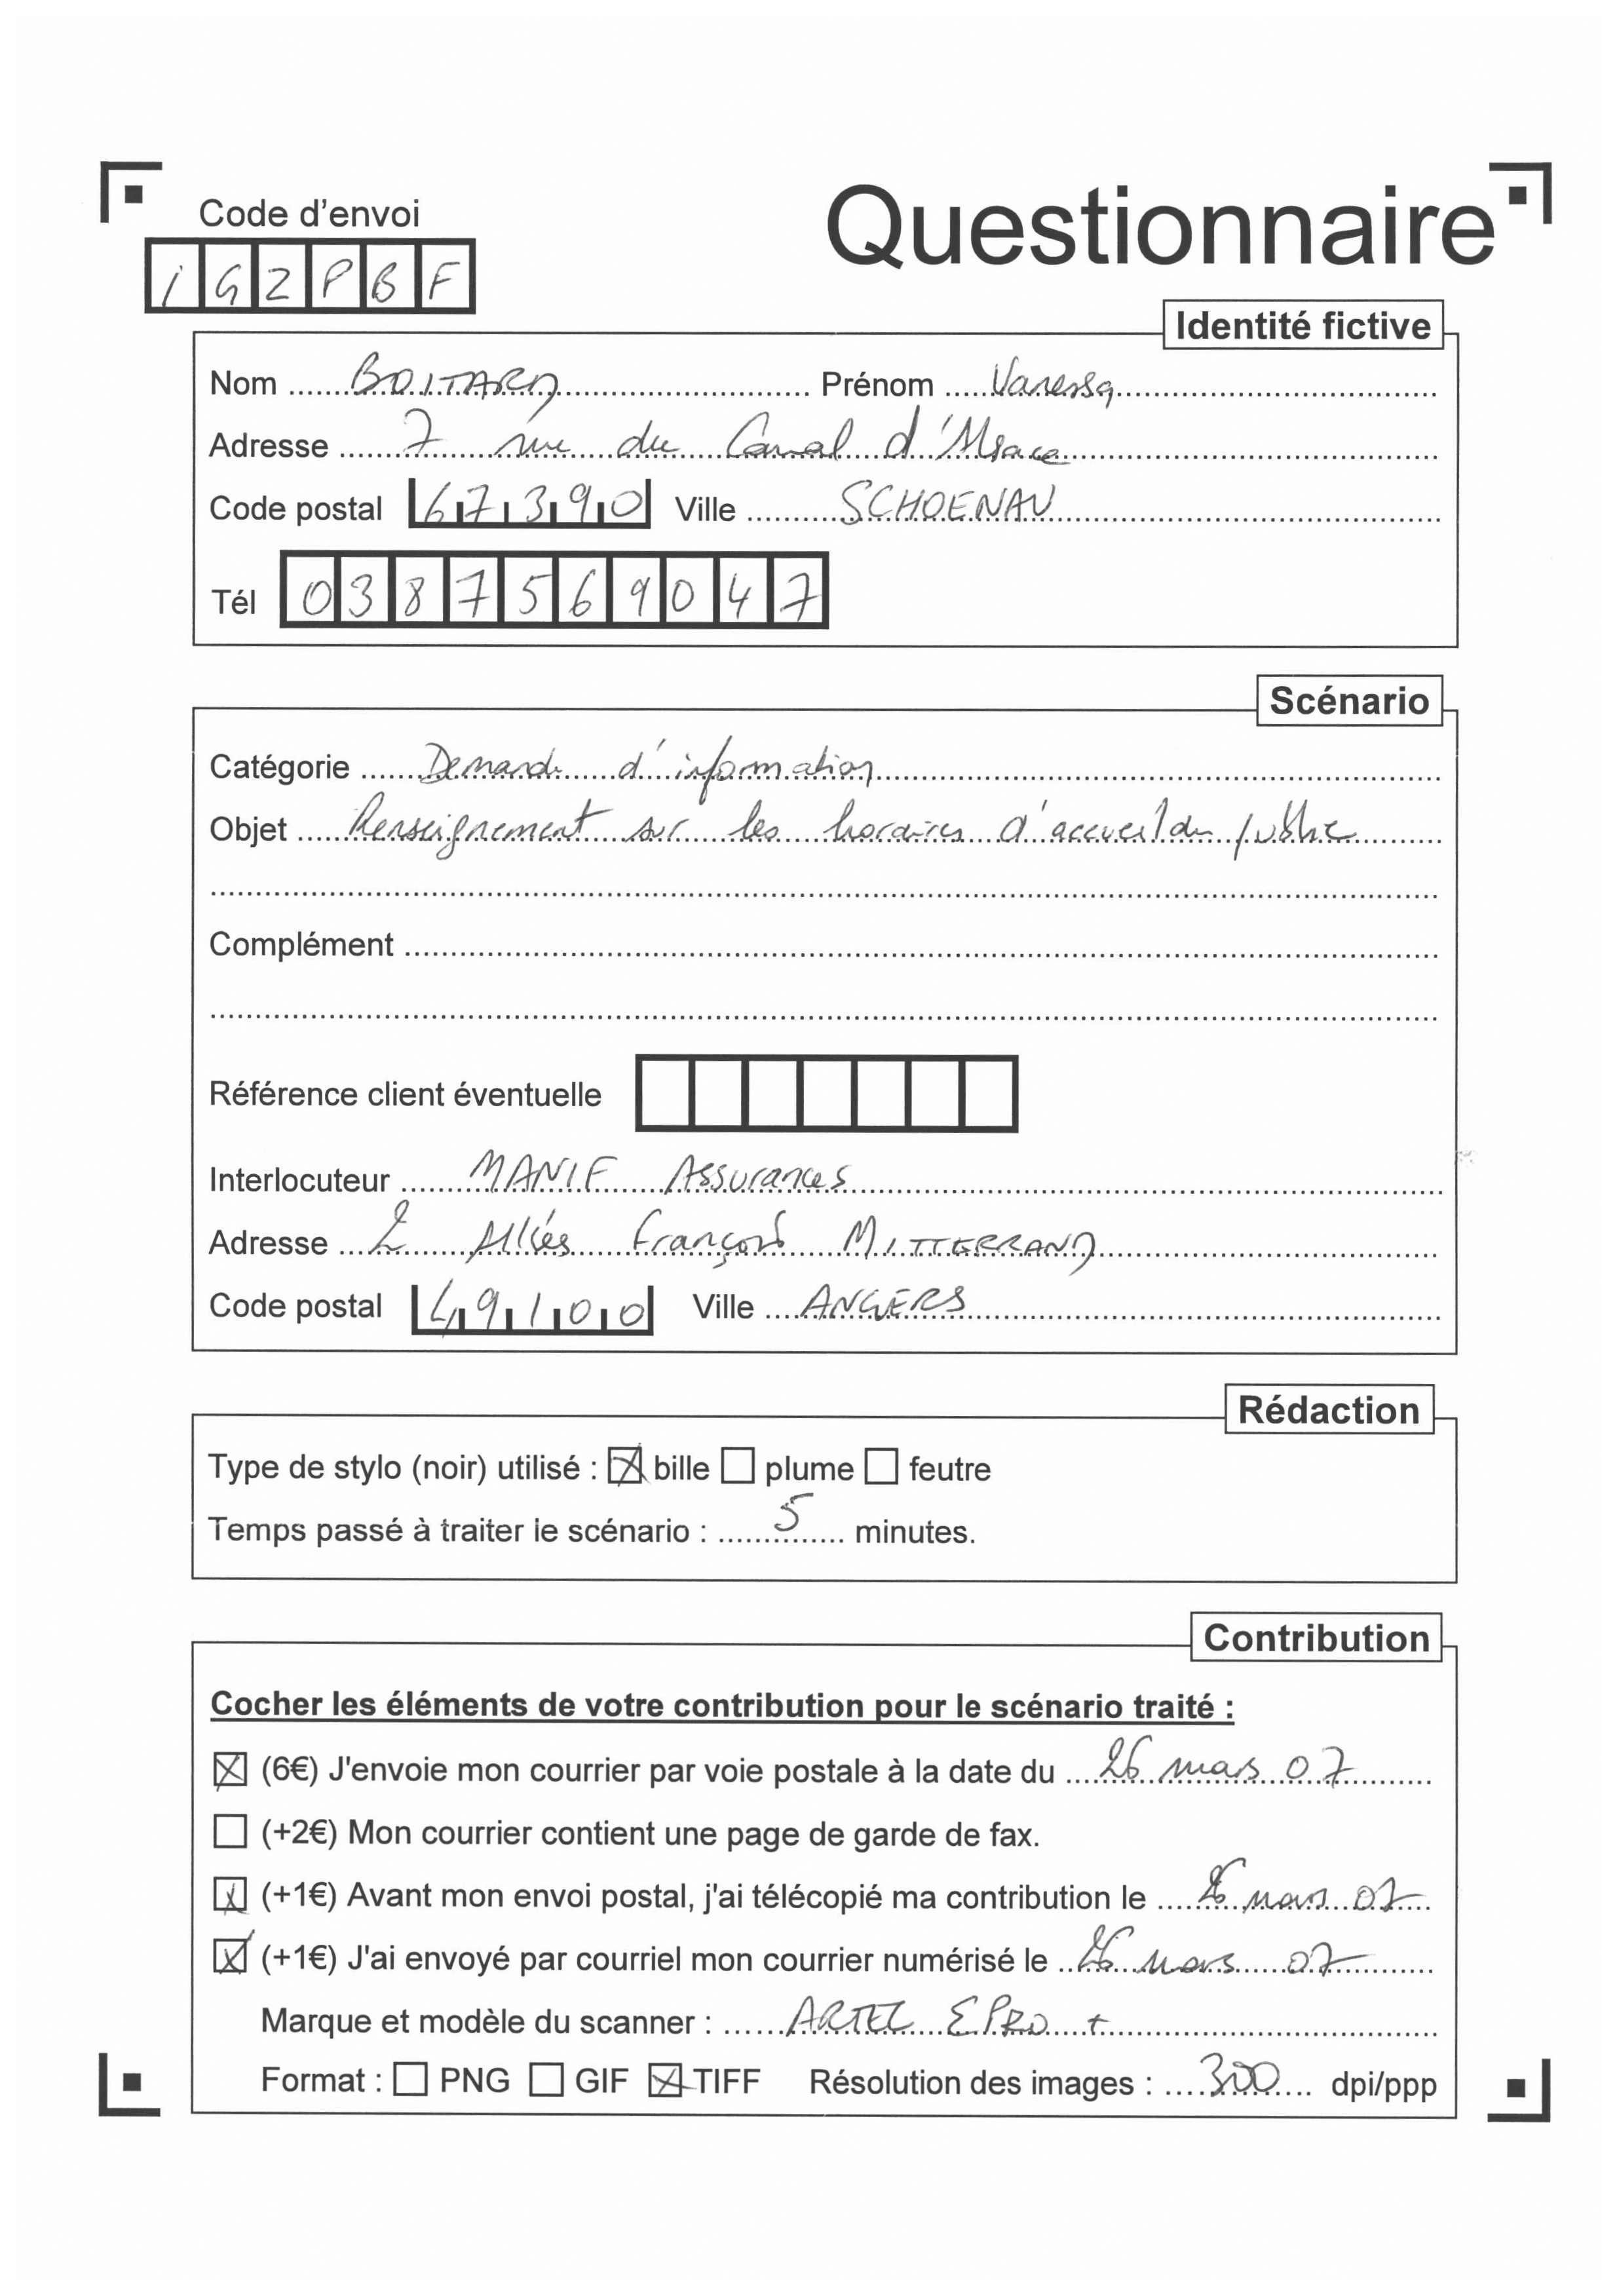 Questionnaire
Code d'envoi
i G 2 P B F
Identité fictive
Nom BOITARD Prénom Vanessa
Adresse 7 rue du Canal d'Alsace
Code postal 67390 Ville SCHOENAU
Tél 0387569047
Scénario
Catégorie Demande d'information
Objet Renseignement sur les horaires d'accueil du public
Complément
Référence client éventuelle
Interlocuteur MANIF Assurances
Adresse 2 Allées François MITTERRAND
Code postal 49100 Ville ANGERS
Rédaction
Type de stylo (noir) utilisé : bille plume feutre
Temps passé à traiter le scénario : 5 minutes.
Contribution
Cocher les éléments de votre contribution pour le scénario traité :
(6€) J'envoie mon courrier par voie postale à la date du 26 mars 07
(+2€) Mon courrier contient une page de garde de fax.
(+1€) Avant mon envoi postal, j'ai télécopié ma contribution le 26 mars 07
(+1€) J'ai envoyé par courriel mon courrier numérisé le 26 mars 07
Marque et modèle du scanner : ARTEC EPRO +
Format : PNG GIF TIFF Résolution des images : 300 dpi/ppp